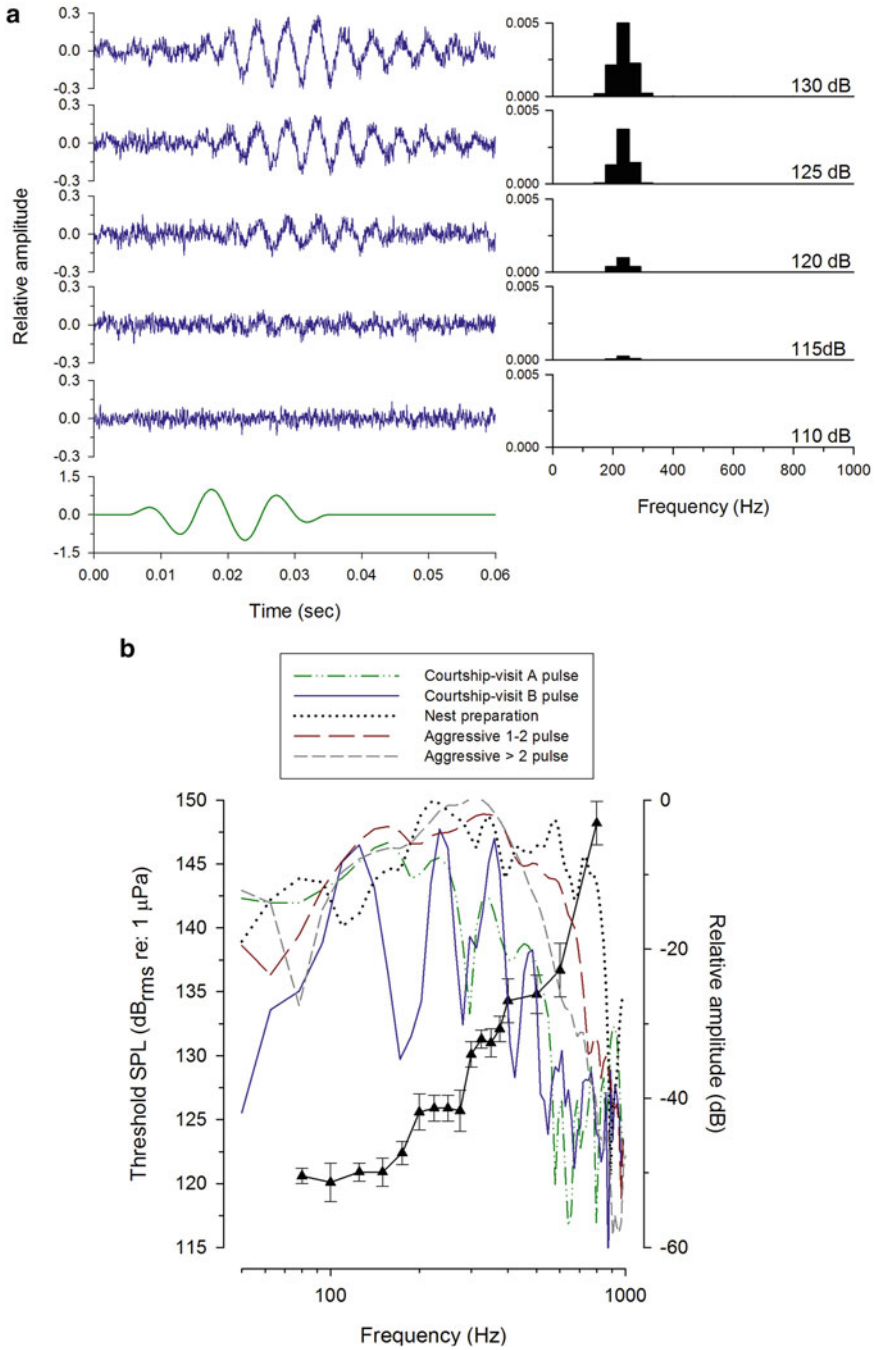 a
0.3
0.0
-0.3
0.3
0.0
-0.3
0.3
0.0
-0.3
0.3
0.0
-0.3
0.3
0.0
-0.3
1.5
0.0
-1.5
Relative amplitude
0.00 0.01 0.02 0.03 0.04 0.05 0.06
Time (sec)
0.005
0.000
130 dB
0.005
0.000
125 dB
0.005
0.000
120 dB
0.005
0.000
115dB
0.005
0.000
110 dB
0 200 400 600 800 1000
Frequency (Hz)
b
Courtship-visit A pulse
Courtship-visit B pulse
Nest preparation
Aggressive 1-2 pulse
Aggressive > 2 pulse
Threshold SPL (dBrms re: 1 μPa)
150
145
140
135
130
125
120
115
0
-20
-40
-60
Relative amplitude (dB)
100 1000
Frequency (Hz)